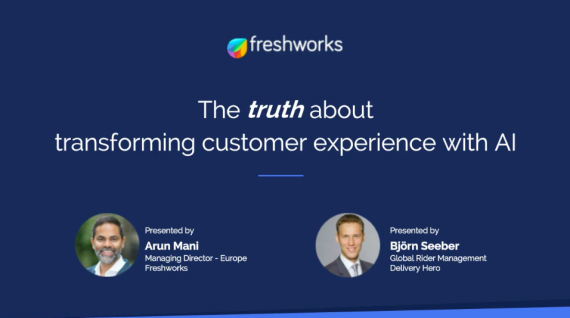 freshworks
The truth about
transforming customer experience with AI
Presented by
Arun Mani
Managing Director - Europe
Freshworks
Presented by
Björn Seeber
Global Rider Management
Delivery Hero